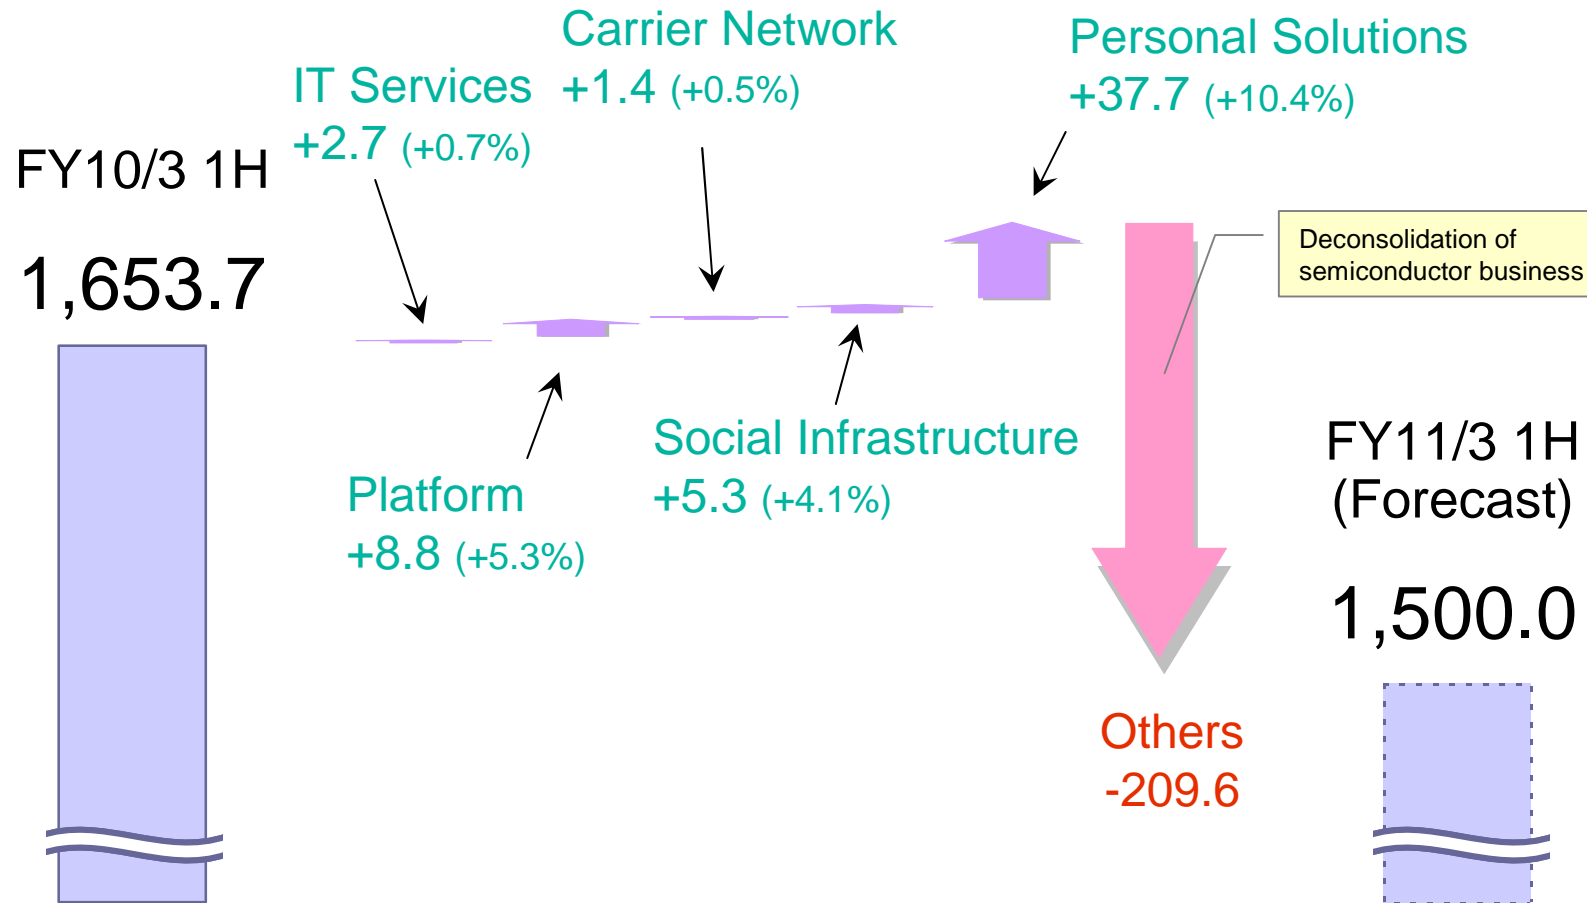 FY10/3 1H
1,653.7
IT Services
+2.7 (+0.7%)
Carrier Network
+1.4 (+0.5%)
Personal Solutions
+37.7 (+10.4%)
Deconsolidation of
semiconductor business
Platform
+8.8 (+5.3%)
Social Infrastructure
+5.3 (+4.1%)
Others
-209.6
FY11/3 1H
(Forecast)
1,500.0